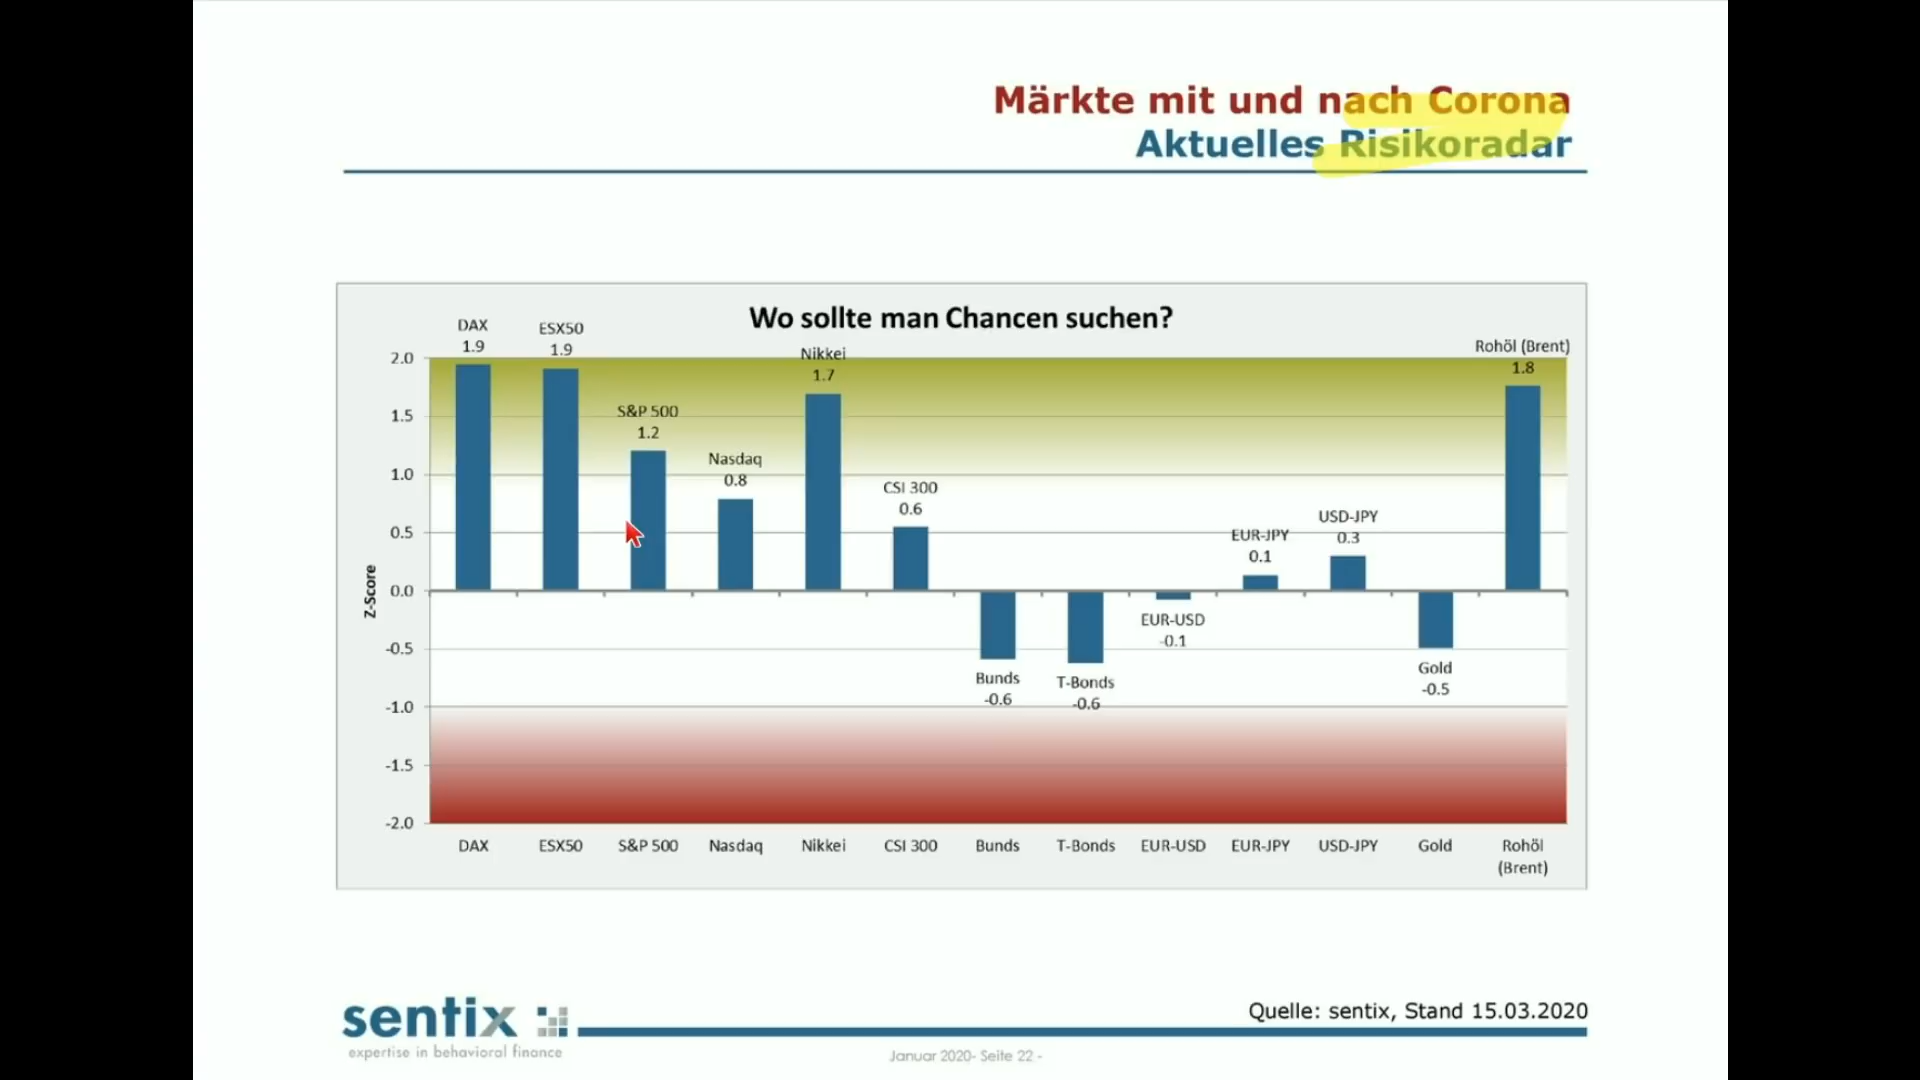 Märkte mit und nach Corona
Aktuelles Risikoradar
Wo sollte man Chancen suchen?
DAX
1.9
ESX50
1.9
S&P 500
1.2
Nasdaq
0.8
Nikkei
1.7
CSI 300
0.6
Bunds
-0.6
T-Bonds
-0.6
EUR-USD
-0.1
EUR-JPY
0.1
USD-JPY
0.3
Gold
-0.5
Rohöl (Brent)
1.8
Z-Score
2.0
1.5
1.0
0.5
0.0
-0.5
-1.0
-1.5
-2.0
DAX
ESX50
S&P 500
Nasdaq
Nikkei
CSI 300
Bunds
T-Bonds
EUR-USD
EUR-JPY
USD-JPY
Gold
Rohöl
(Brent)
Quelle: sentix, Stand 15.03.2020
sentix
expertise in behavioral finance
Januar 2020- Seite 22 -